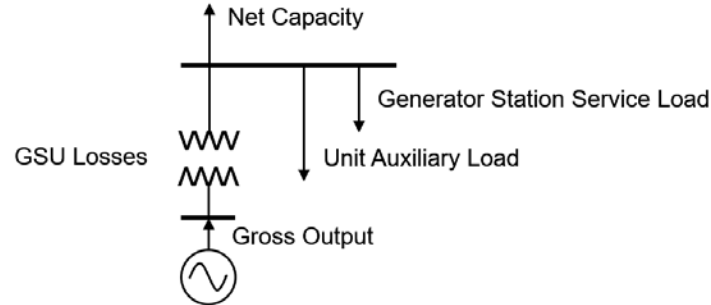 Net Capacity
Generator Station Service Load
GSU Losses
Unit Auxiliary Load
Gross Output